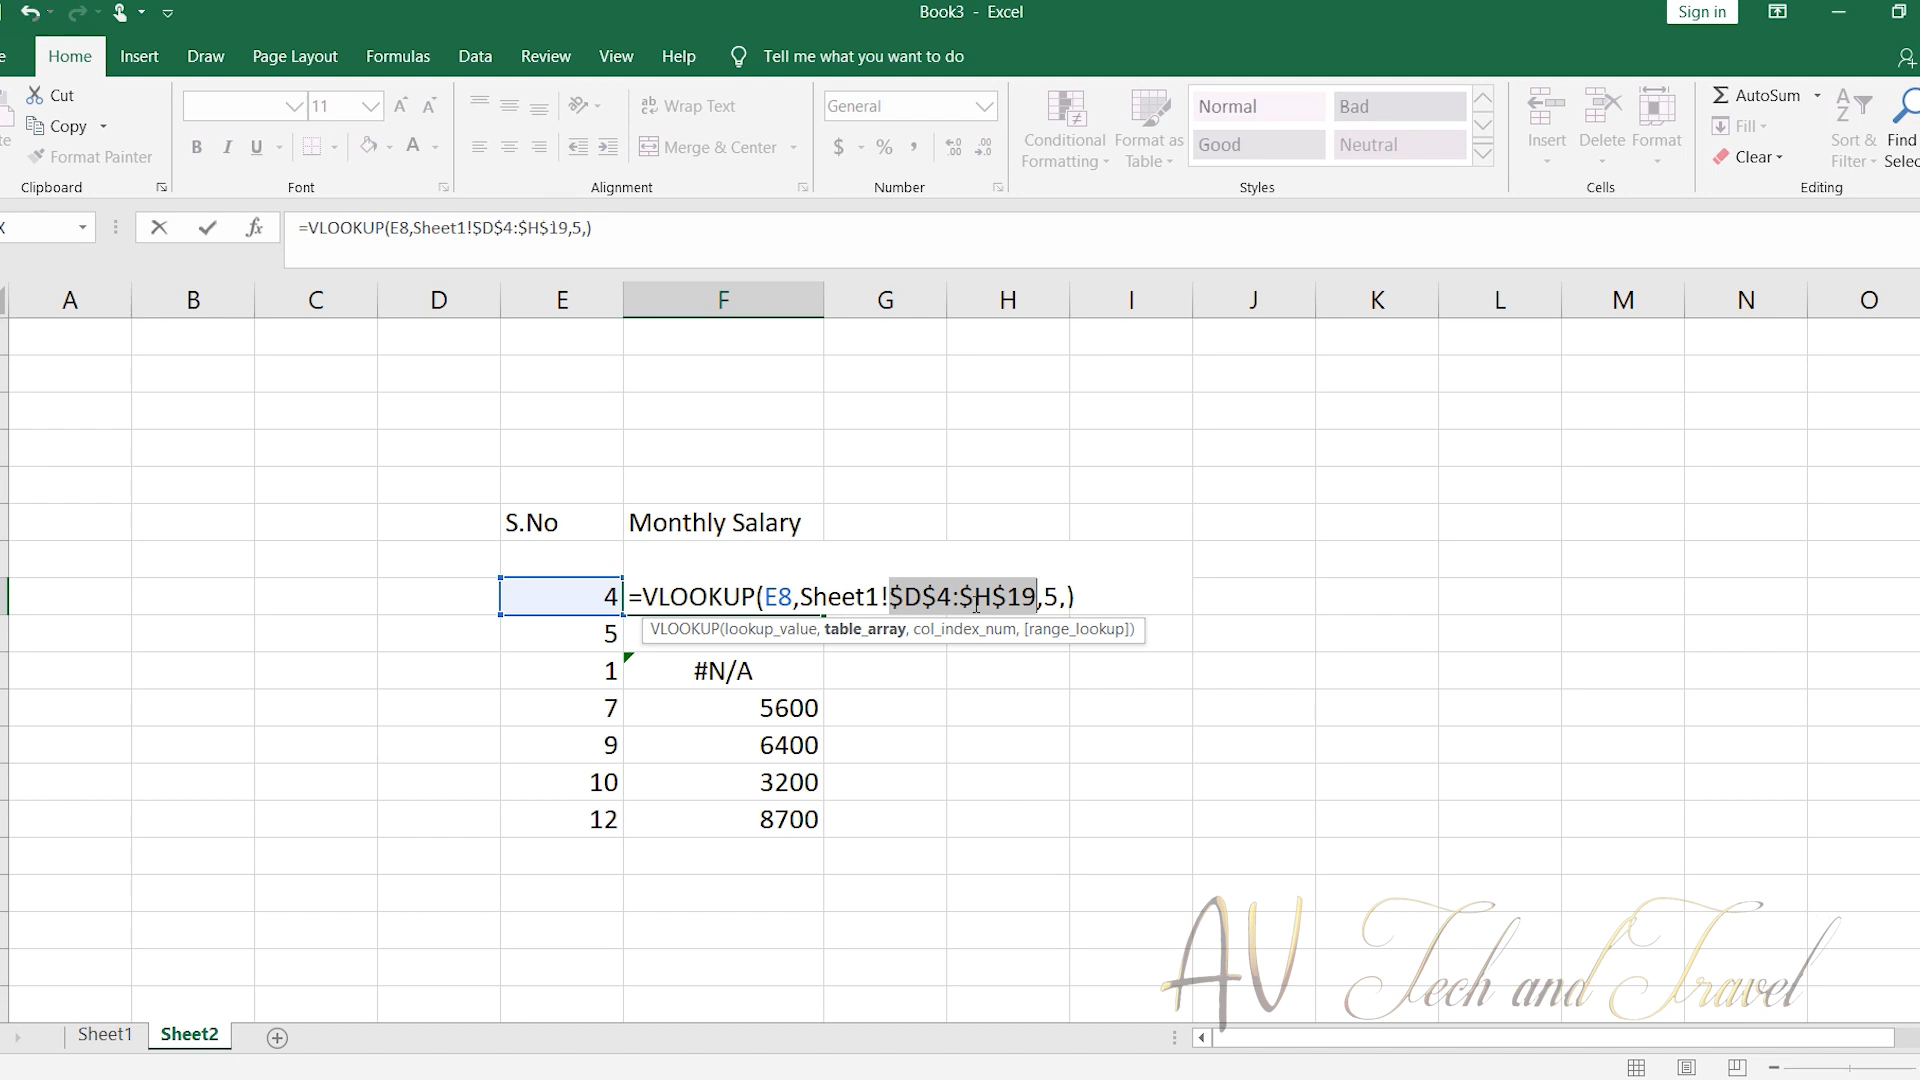 Book3 - Excel
Sign in
Home Insert Draw Page Layout Formulas Data Review View Help Tell me what you want to do
Cut
Copy
Format Painter
Clipboard
11
B I U
Font
Wrap Text
Merge & Center
Alignment
General
$ % ,
Number
Conditional Formatting
Format as Table
Normal Bad
Good Neutral
Styles
Insert Delete Format
Cells
AutoSum
Fill
Clear
Sort & Filter
Find
Editing
=VLOOKUP(E8,Sheet1!$D$4:$H$19,5,)
A B C D E F G H I J K L M N O
S.No Monthly Salary
4 =VLOOKUP(E8,Sheet1!$D$4:$H$19,5,)
5 VLOOKUP(lookup_value, table_array, col_index_num, [range_lookup])
1 #N/A
7 5600
9 6400
10 3200
12 8700
AV Tech and Travel
Sheet1 Sheet2